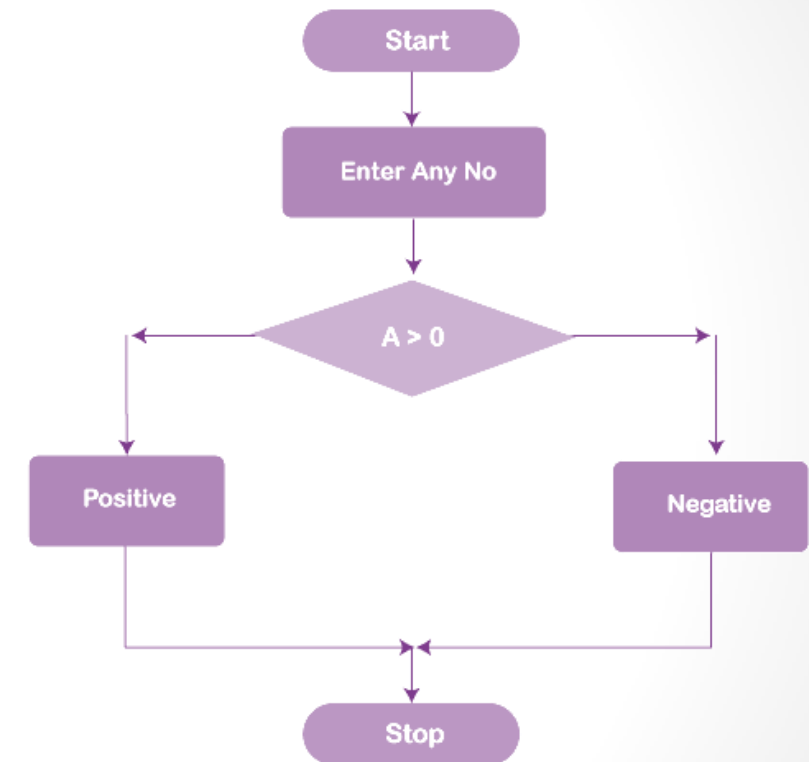 Start
Enter Any No
A > 0
Positive
Negative
Stop